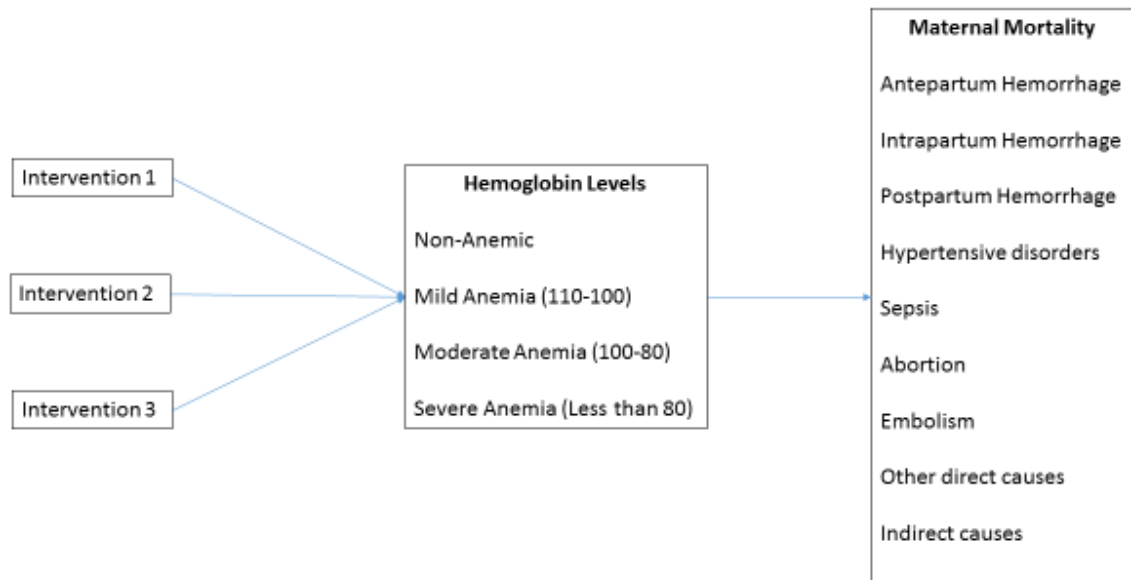 Intervention 1
Intervention 2
Intervention 3
Hemoglobin Levels
Non-Anemic
Mild Anemia (110-100)
Moderate Anemia (100-80)
Severe Anemia (Less than 80)
Maternal Mortality
Antepartum Hemorrhage
Intrapartum Hemorrhage
Postpartum Hemorrhage
Hypertensive disorders
Sepsis
Abortion
Embolism
Other direct causes
Indirect causes